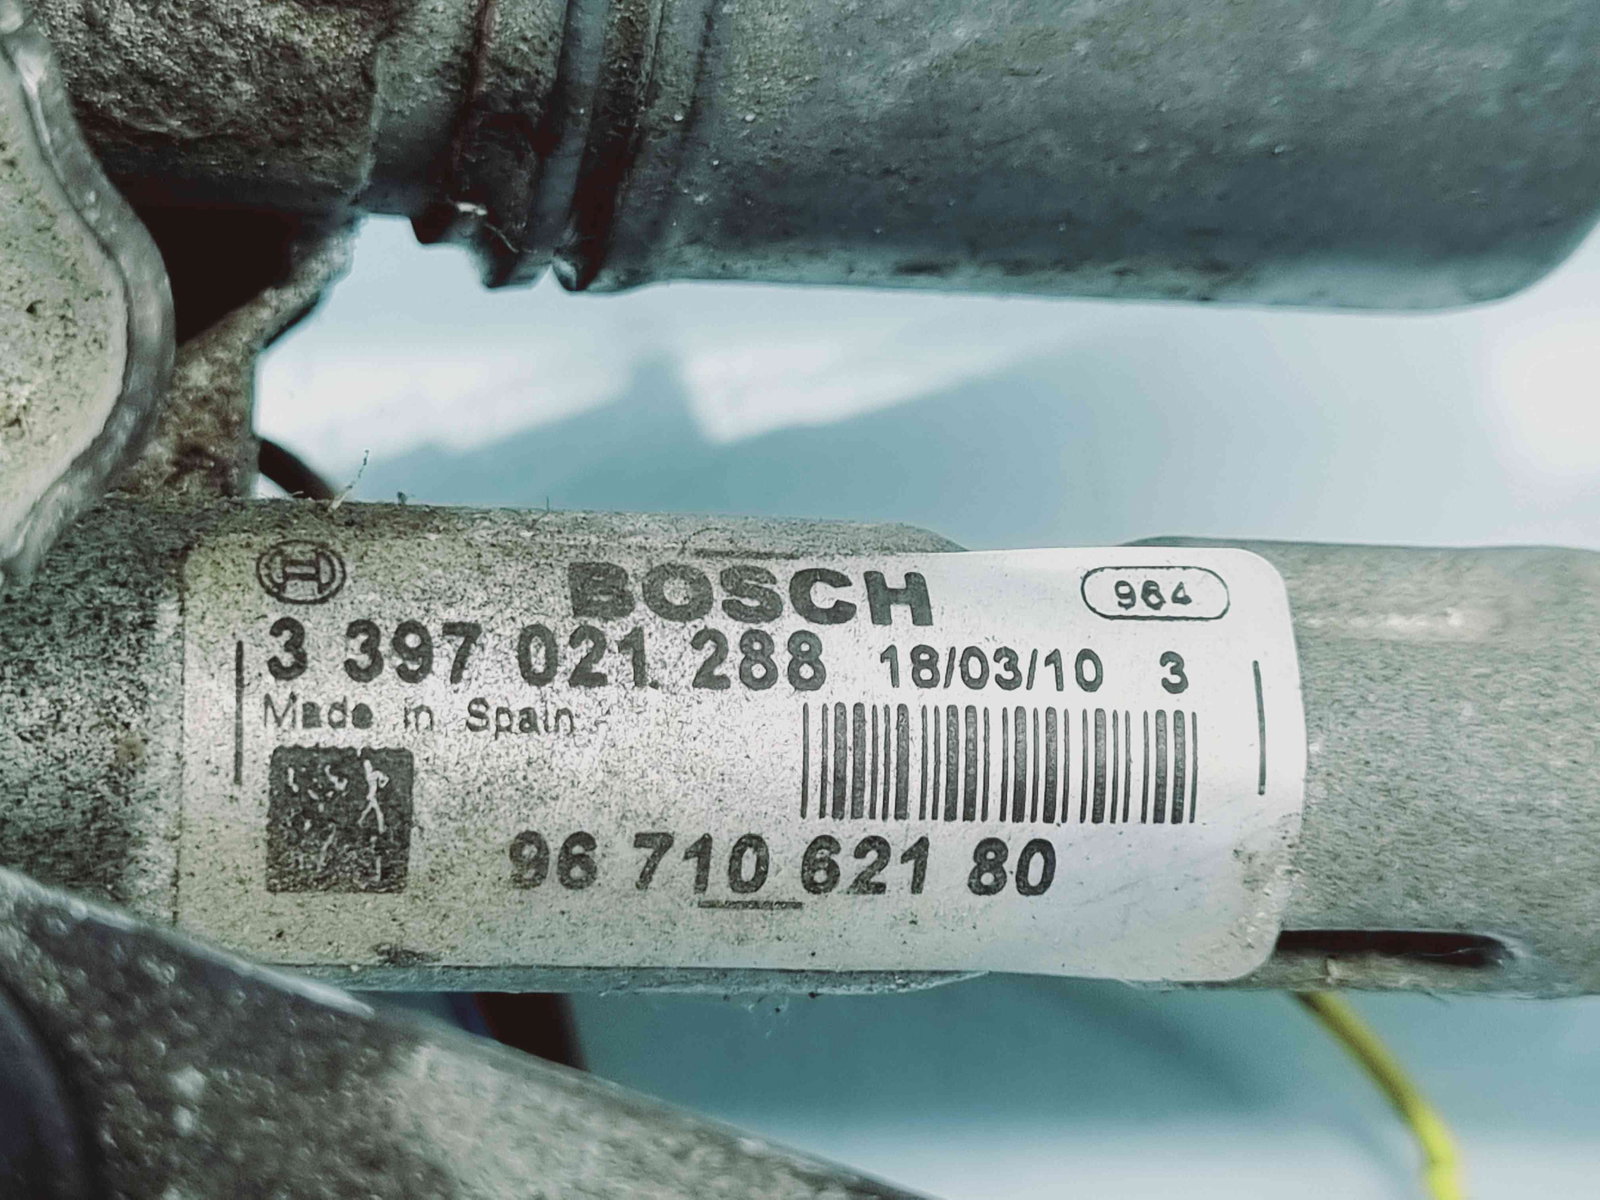 BOSCH 964
3 397 021 288 18/03/10 3
Made in Spain
96 710 621 80